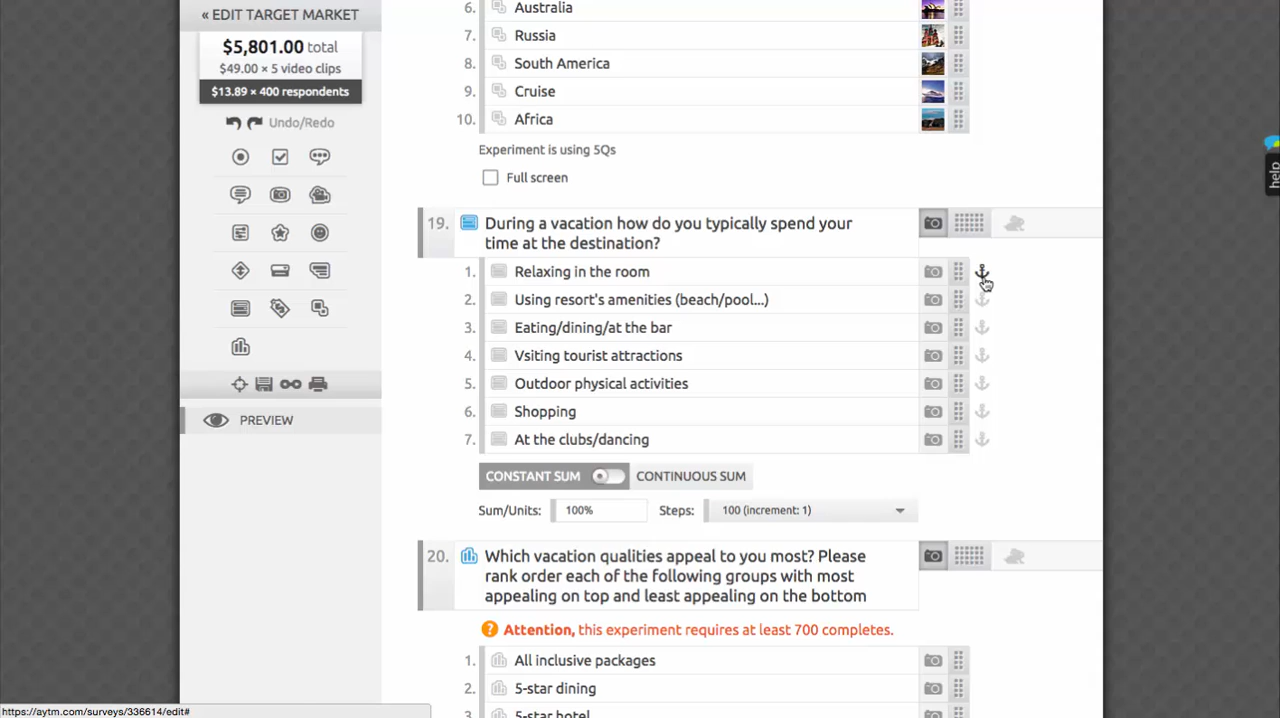 « EDIT TARGET MARKET
$5,801.00 total
$49.00 × 5 video clips
$13.89 × 400 respondents
Undo/Redo
PREVIEW
6. Australia
7. Russia
8. South America
9. Cruise
10. Africa
Experiment is using 5Qs
Full screen
19. During a vacation how do you typically spend your
time at the destination?
1. Relaxing in the room
2. Using resort's amenities (beach/pool...)
3. Eating/dining/at the bar
4. Vsiting tourist attractions
5. Outdoor physical activities
6. Shopping
7. At the clubs/dancing
CONSTANT SUM CONTINUOUS SUM
Sum/Units: 100% Steps: 100 (increment: 1)
20. Which vacation qualities appeal to you most? Please
rank order each of the following groups with most
appealing on top and least appealing on the bottom
? Attention, this experiment requires at least 700 completes.
1. All inclusive packages
2. 5-star dining
3. 5-star hotel
help
https://aytm.com/surveys/336614/edit#